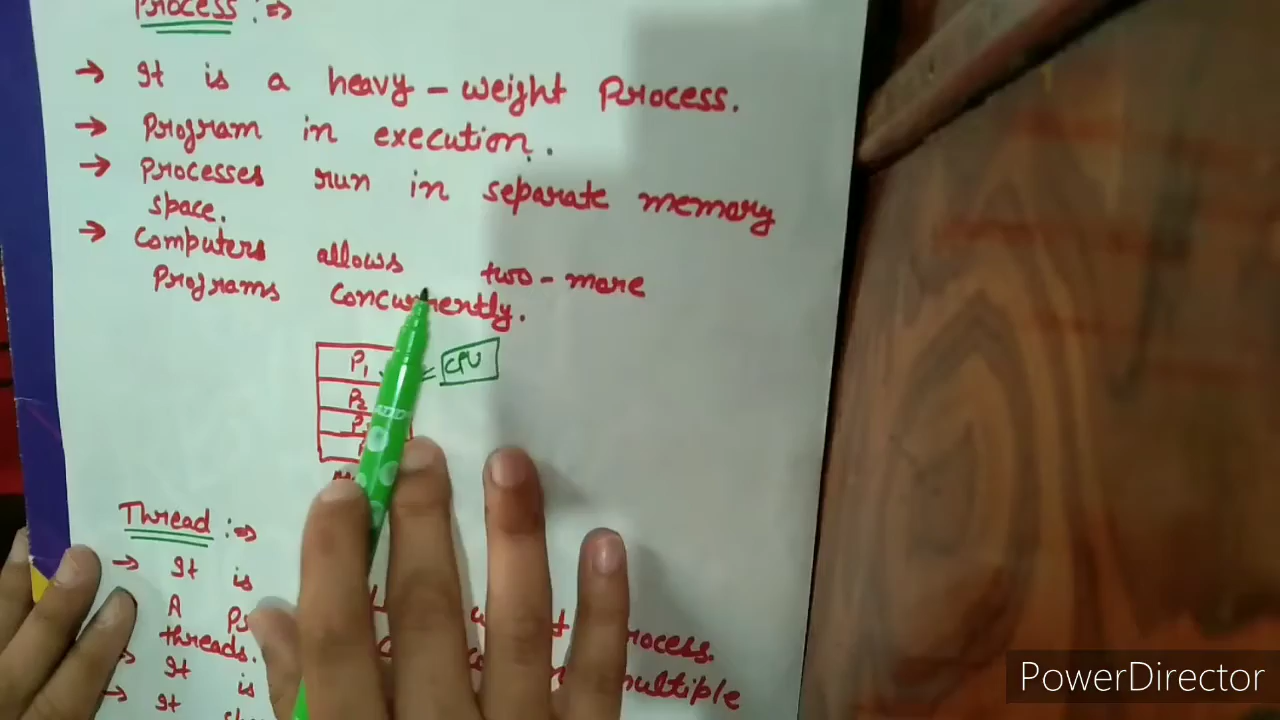 Process :⇒
→ It is a heavy - weight Process.
→ Program in execution.
→ Processes run in separate memory
space.
→ Computers allows two - more
Programs concurrently.
P1 CPU
P2
Thread :⇒
→ It is
process.
A
threads. multiple
→ It is
→ It
PowerDirector